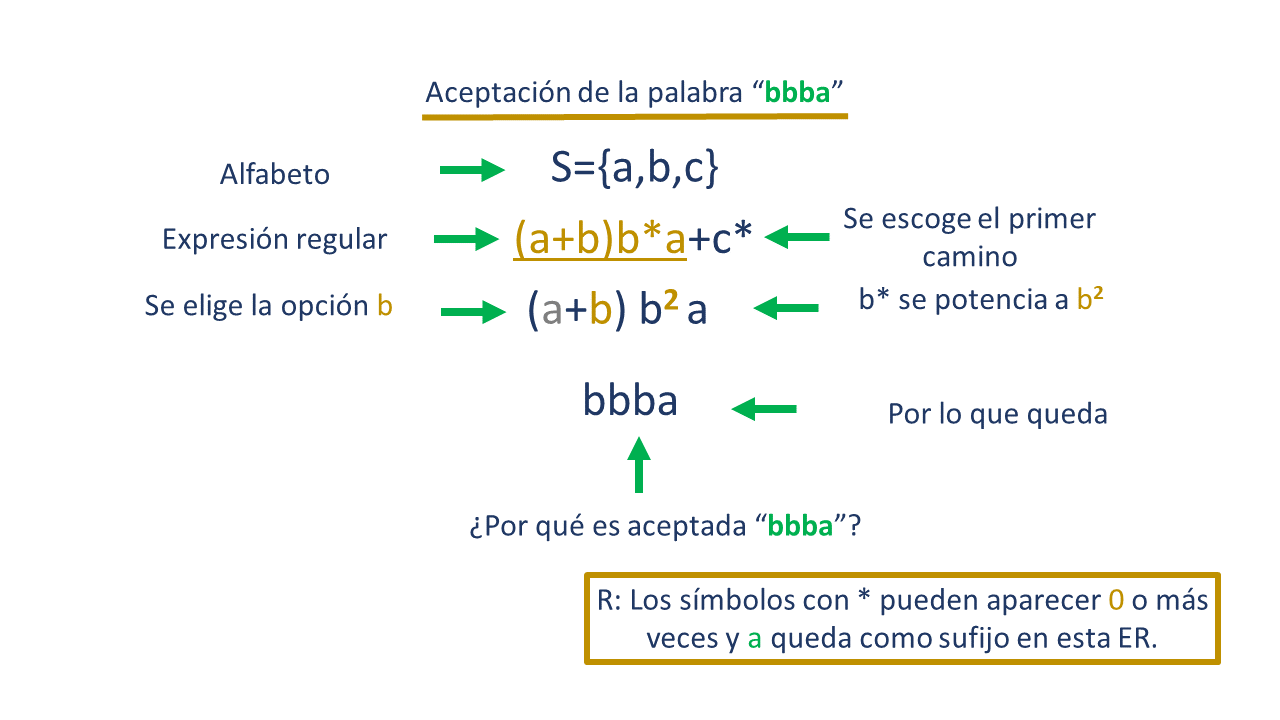 Aceptación de la palabra “bbba”
Alfabeto
S={a,b,c}
Expresión regular
(a+b)b*a+c*
Se escoge el primer
camino
Se elige la opción b
(a+b) b² a
b* se potencia a b²
bbba
Por lo que queda
¿Por qué es aceptada “bbba”?
R: Los símbolos con * pueden aparecer 0 o más
veces y a queda como sufijo en esta ER.